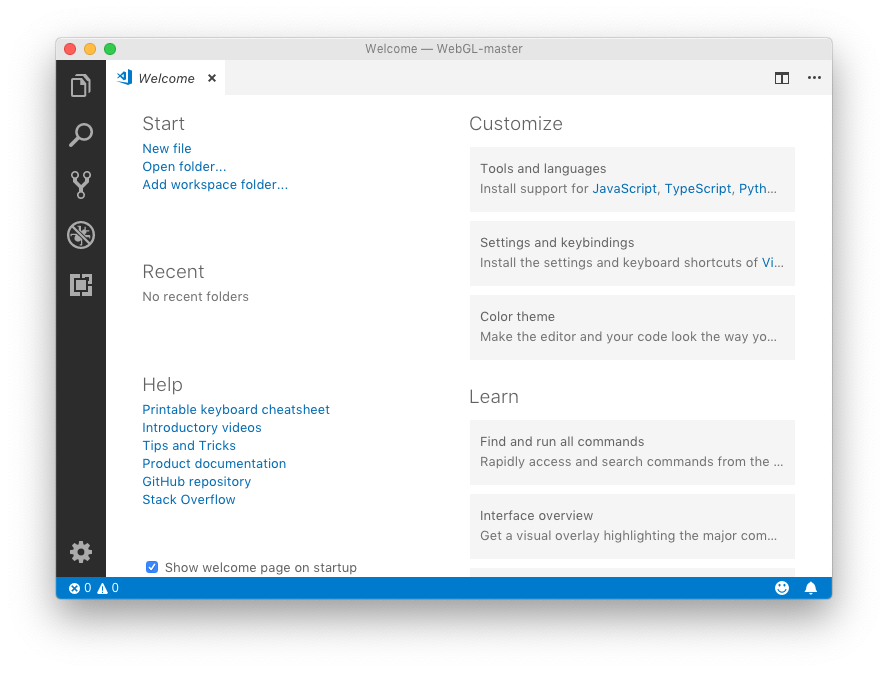 Welcome — WebGL-master
Welcome
Start
New file
Open folder...
Add workspace folder...
Recent
No recent folders
Help
Printable keyboard cheatsheet
Introductory videos
Tips and Tricks
Product documentation
GitHub repository
Stack Overflow
Show welcome page on startup
Customize
Tools and languages
Install support for JavaScript, TypeScript, Pyth...
Settings and keybindings
Install the settings and keyboard shortcuts of Vi...
Color theme
Make the editor and your code look the way yo...
Learn
Find and run all commands
Rapidly access and search commands from the ...
Interface overview
Get a visual overlay highlighting the major com...
0 0